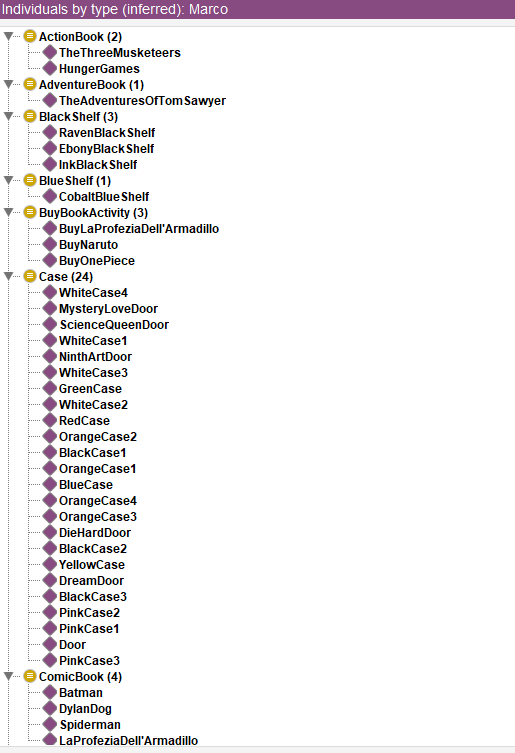 Individuals by type (inferred): Marco
ActionBook (2)
TheThreeMusketeers
HungerGames
AdventureBook (1)
TheAdventuresOfTomSawyer
BlackShelf (3)
RavenBlackShelf
EbonyBlackShelf
InkBlackShelf
BlueShelf (1)
CobaltBlueShelf
BuyBookActivity (3)
BuyLaProfeziaDell'Armadillo
BuyNaruto
BuyOnePiece
Case (24)
WhiteCase4
MysteryLoveDoor
ScienceQueenDoor
WhiteCase1
NinthArtDoor
WhiteCase3
GreenCase
WhiteCase2
RedCase
OrangeCase2
BlackCase1
OrangeCase1
BlueCase
OrangeCase4
OrangeCase3
DieHardDoor
BlackCase2
YellowCase
DreamDoor
BlackCase3
PinkCase2
PinkCase1
Door
PinkCase3
ComicBook (4)
Batman
DylanDog
Spiderman
LaProfeziaDell'Armadillo